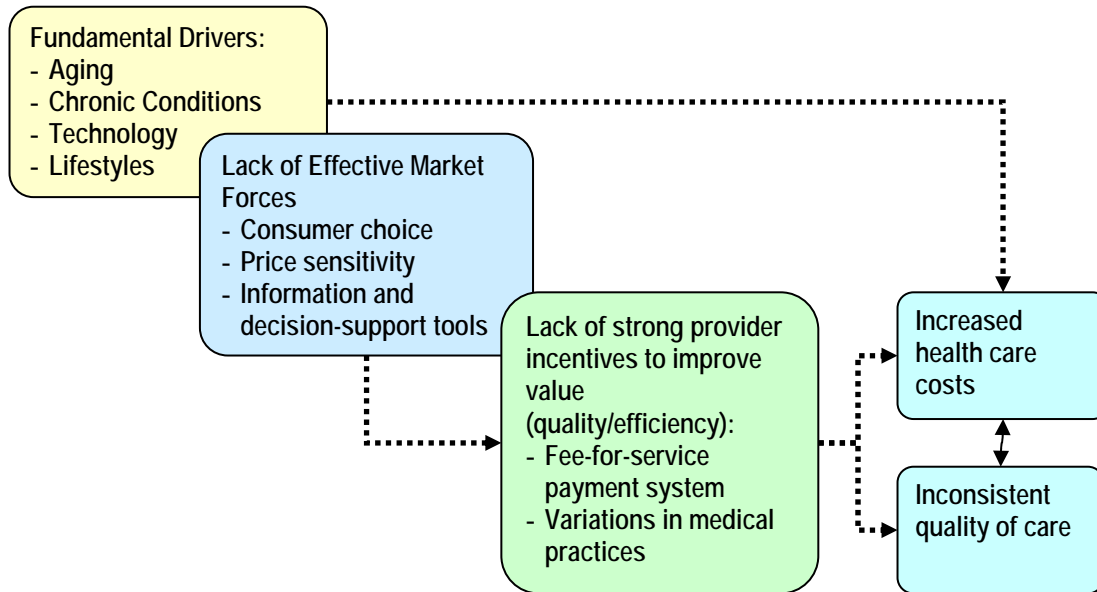 Fundamental Drivers:
- Aging
- Chronic Conditions
- Technology
- Lifestyles
Lack of Effective Market
Forces
- Consumer choice
- Price sensitivity
- Information and
decision-support tools
Lack of strong provider
incentives to improve
value
(quality/efficiency):
- Fee-for-service
payment system
- Variations in medical
practices
Increased
health care
costs
Inconsistent
quality of care